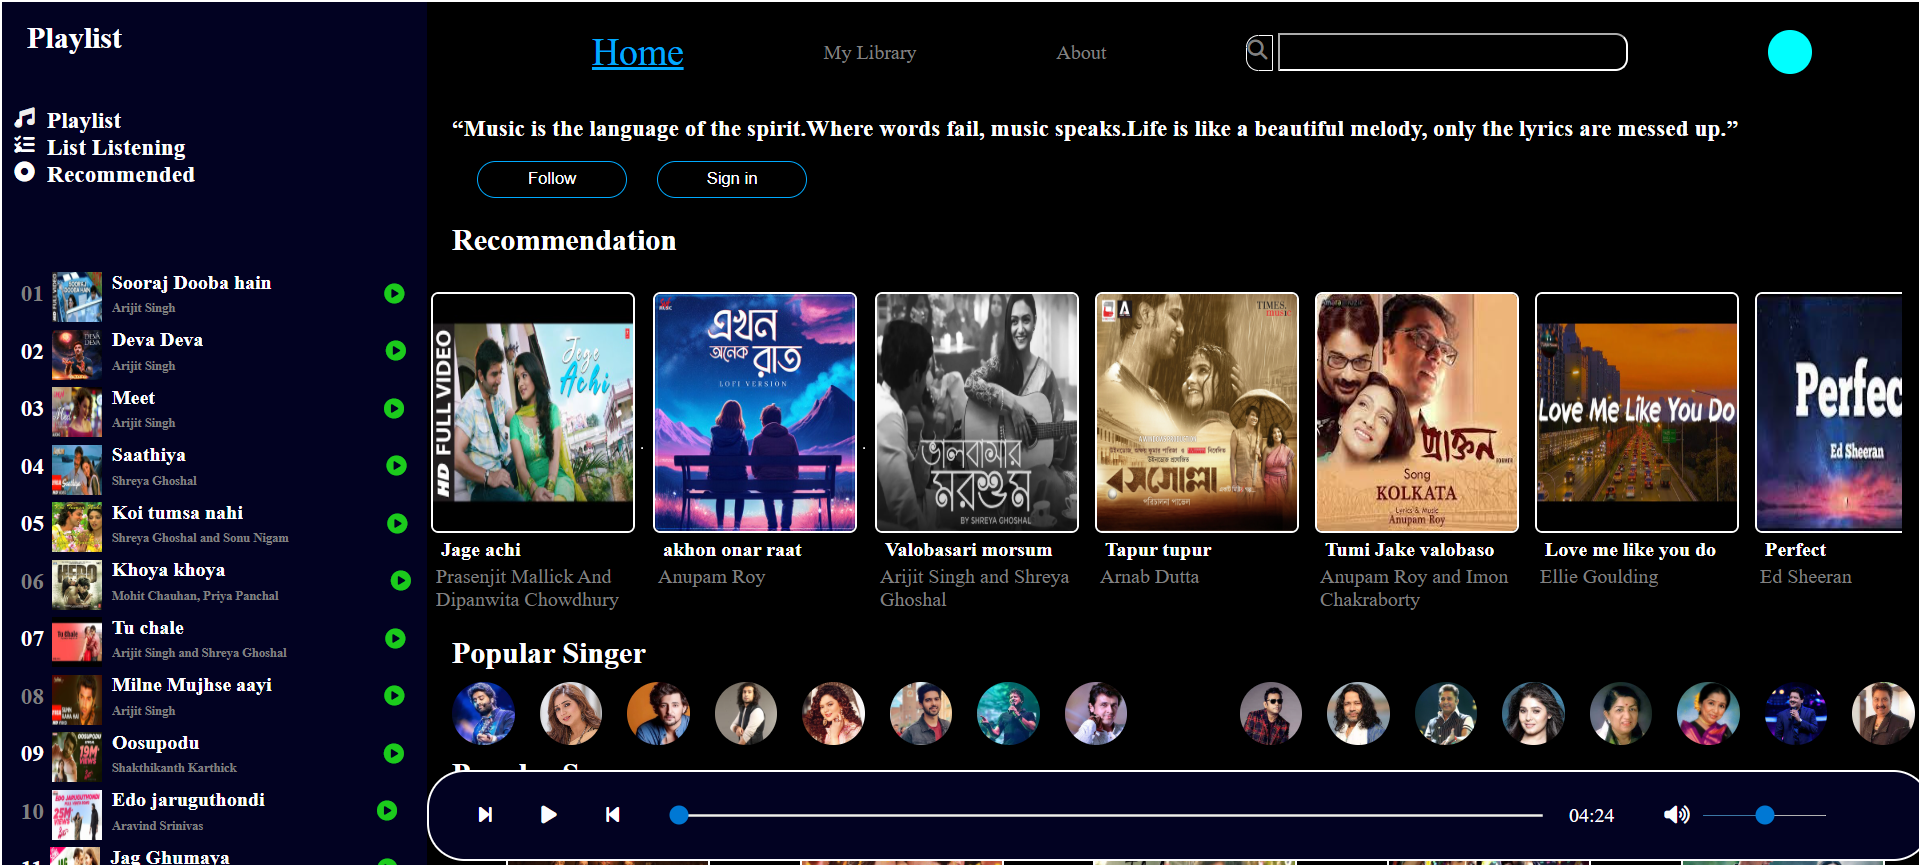 Playlist
Home
My Library
About
Playlist
List Listening
Recommended
“Music is the language of the spirit.Where words fail, music speaks.Life is like a beautiful melody, only the lyrics are messed up.”
Follow
Sign in
Recommendation
01
Sooraj Dooba hain
Arijit Singh
02
Deva Deva
Arijit Singh
03
Meet
Arijit Singh
04
Saathiya
Shreya Ghoshal
05
Koi tumsa nahi
Shreya Ghoshal and Sonu Nigam
06
Khoya khoya
Mohit Chauhan, Priya Panchal
07
Tu chale
Arijit Singh and Shreya Ghoshal
08
Milne Mujhse aayi
Arijit Singh
09
Oosupodu
Shakthikanth Karthick
10
Edo jaruguthondi
Aravind Srinivas
11
Jag Ghumaya
HD FULL VIDEO
Jege
Achi
এখন
অনেক রাত
LOFI VERSION
ভালবাসার
মরশুম
BY SHREYA GHOSHAL
TIMES
music
রসগোল্লা
প্রাক্তন
Song
KOLKATA
Lyrics & Music
Anupam Roy
Love Me Like You Do
Perfec
Ed Sheeran
Jage achi
Prasenjit Mallick And
Dipanwita Chowdhury
akhon onar raat
Anupam Roy
Valobasari morsum
Arijit Singh and Shreya
Ghoshal
Tapur tupur
Arnab Dutta
Tumi Jake valobaso
Anupam Roy and Imon
Chakraborty
Love me like you do
Ellie Goulding
Perfect
Ed Sheeran
Popular Singer
04:24